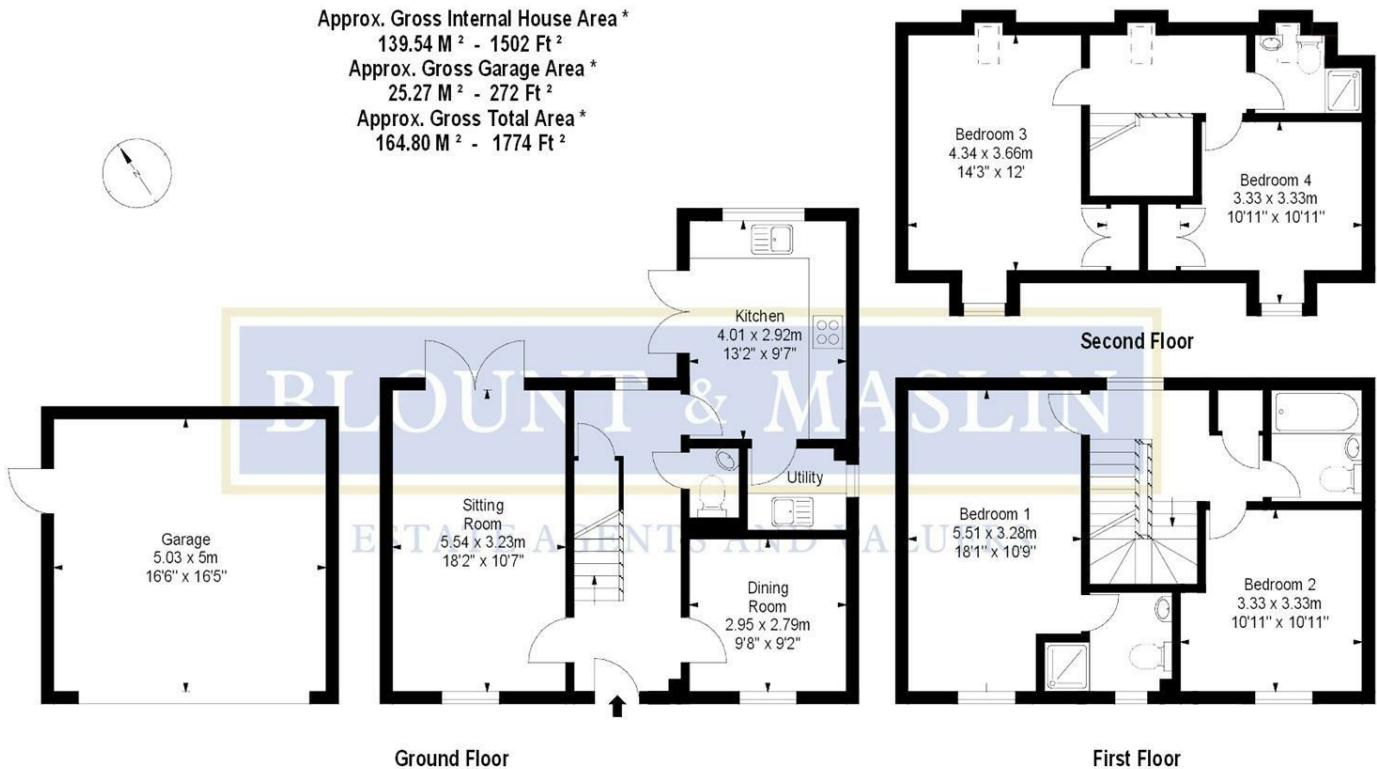 Approx. Gross Internal House Area *
139.54 M ² - 1502 Ft ²
Approx. Gross Garage Area *
25.27 M ² - 272 Ft ²
Approx. Gross Total Area *
164.80 M ² - 1774 Ft ²
N
Bedroom 3
4.34 x 3.66m
14'3" x 12'
Bedroom 4
3.33 x 3.33m
10'11" x 10'11"
Second Floor
Kitchen
4.01 x 2.92m
13'2" x 9'7"
BLOUNT & MASLIN
ESTATE AGENTS AND VALUERS
Utility
Sitting
Room
5.54 x 3.23m
18'2" x 10'7"
Garage
5.03 x 5m
16'6" x 16'5"
Dining
Room
2.95 x 2.79m
9'8" x 9'2"
Bedroom 1
5.51 x 3.28m
18'1" x 10'9"
Bedroom 2
3.33 x 3.33m
10'11" x 10'11"
Ground Floor
First Floor